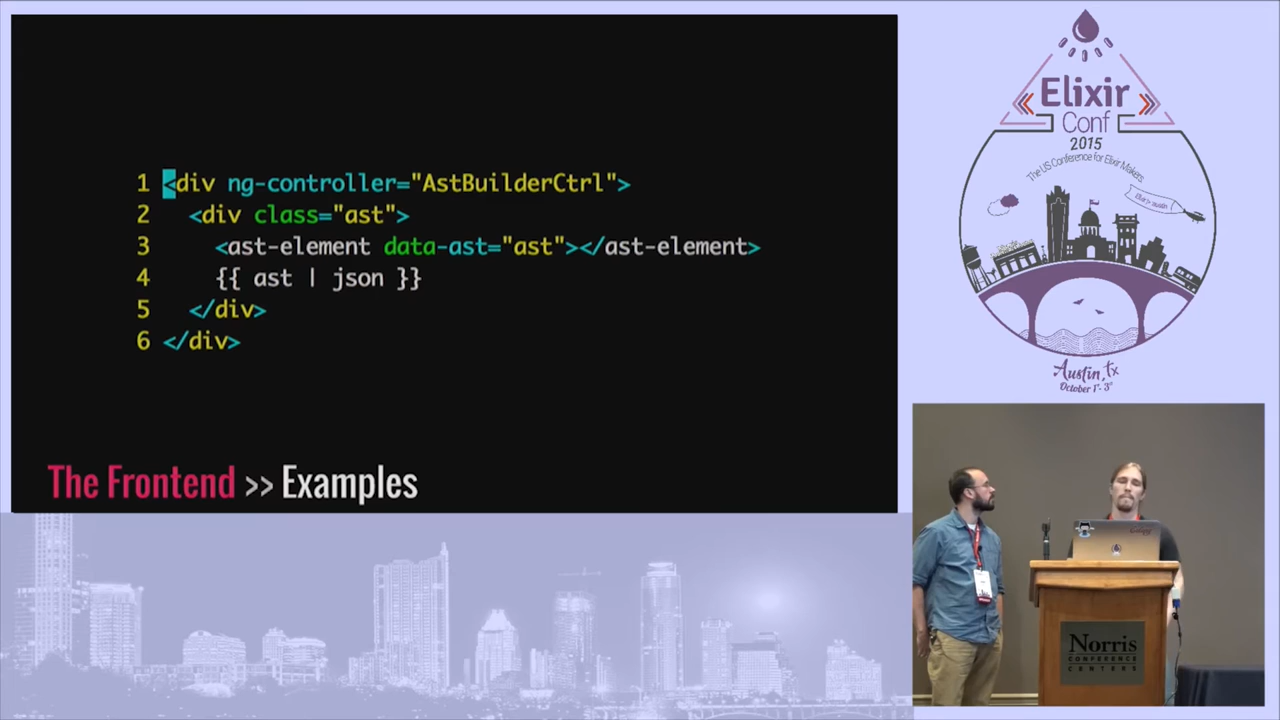 1 <div ng-controller="AstBuilderCtrl">
2 <div class="ast">
3 <ast-element data-ast="ast"></ast-element>
4 {{ ast | json }}
5 </div>
6 </div>
The Frontend >> Examples
Elixir
Conf
2015
The US Conference for Elixir Makers
Austin, TX
October 1st - 3rd
Norris
CONFERENCE
CENTERS